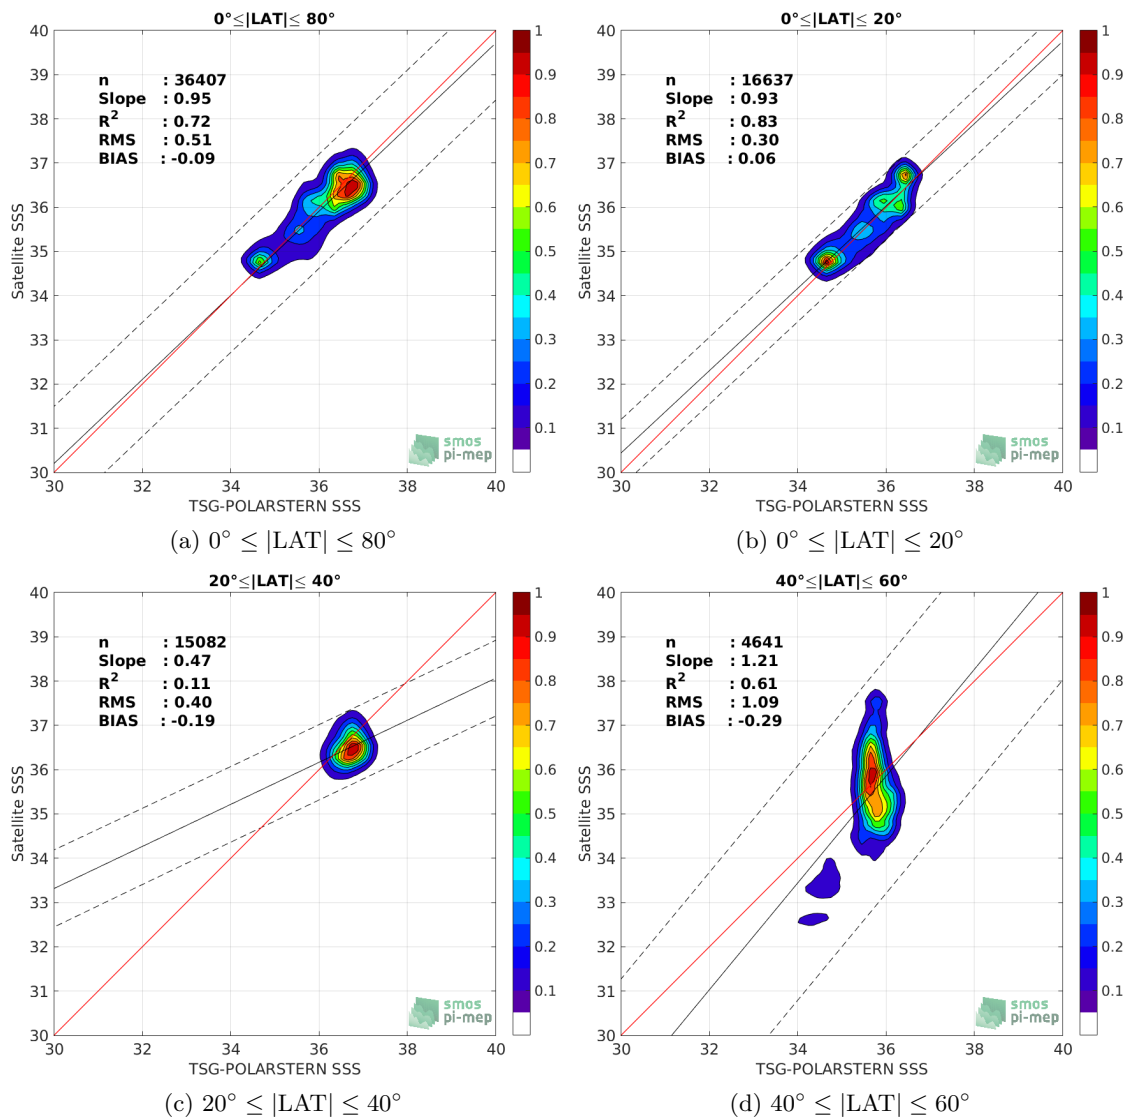 0°≤|LAT|≤ 80°
40
39
38
37
36
35
34
33
32
31
30
Satellite SSS
n : 36407
Slope : 0.95
R² : 0.72
RMS : 0.51
BIAS : -0.09
smos
pi-mep
30 32 34 36 38 40
TSG-POLARSTERN SSS
1
0.9
0.8
0.7
0.6
0.5
0.4
0.3
0.2
0.1
(a) 0° ≤ |LAT| ≤ 80°
0°≤|LAT|≤ 20°
40
39
38
37
36
35
34
33
32
31
30
Satellite SSS
n : 16637
Slope : 0.93
R² : 0.83
RMS : 0.30
BIAS : 0.06
smos
pi-mep
30 32 34 36 38 40
TSG-POLARSTERN SSS
1
0.9
0.8
0.7
0.6
0.5
0.4
0.3
0.2
0.1
(b) 0° ≤ |LAT| ≤ 20°
20°≤|LAT|≤ 40°
40
39
38
37
36
35
34
33
32
31
30
Satellite SSS
n : 15082
Slope : 0.47
R² : 0.11
RMS : 0.40
BIAS : -0.19
smos
pi-mep
30 32 34 36 38 40
TSG-POLARSTERN SSS
1
0.9
0.8
0.7
0.6
0.5
0.4
0.3
0.2
0.1
(c) 20° ≤ |LAT| ≤ 40°
40°≤|LAT|≤ 60°
40
39
38
37
36
35
34
33
32
31
30
Satellite SSS
n : 4641
Slope : 1.21
R² : 0.61
RMS : 1.09
BIAS : -0.29
smos
pi-mep
30 32 34 36 38 40
TSG-POLARSTERN SSS
1
0.9
0.8
0.7
0.6
0.5
0.4
0.3
0.2
0.1
(d) 40° ≤ |LAT| ≤ 60°